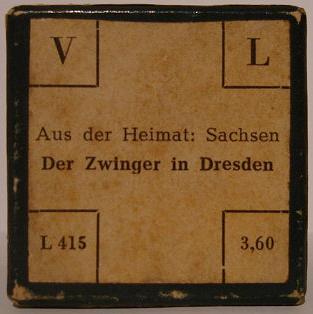 V L
Aus der Heimat: Sachsen
Der Zwinger in Dresden
L 415 3,60